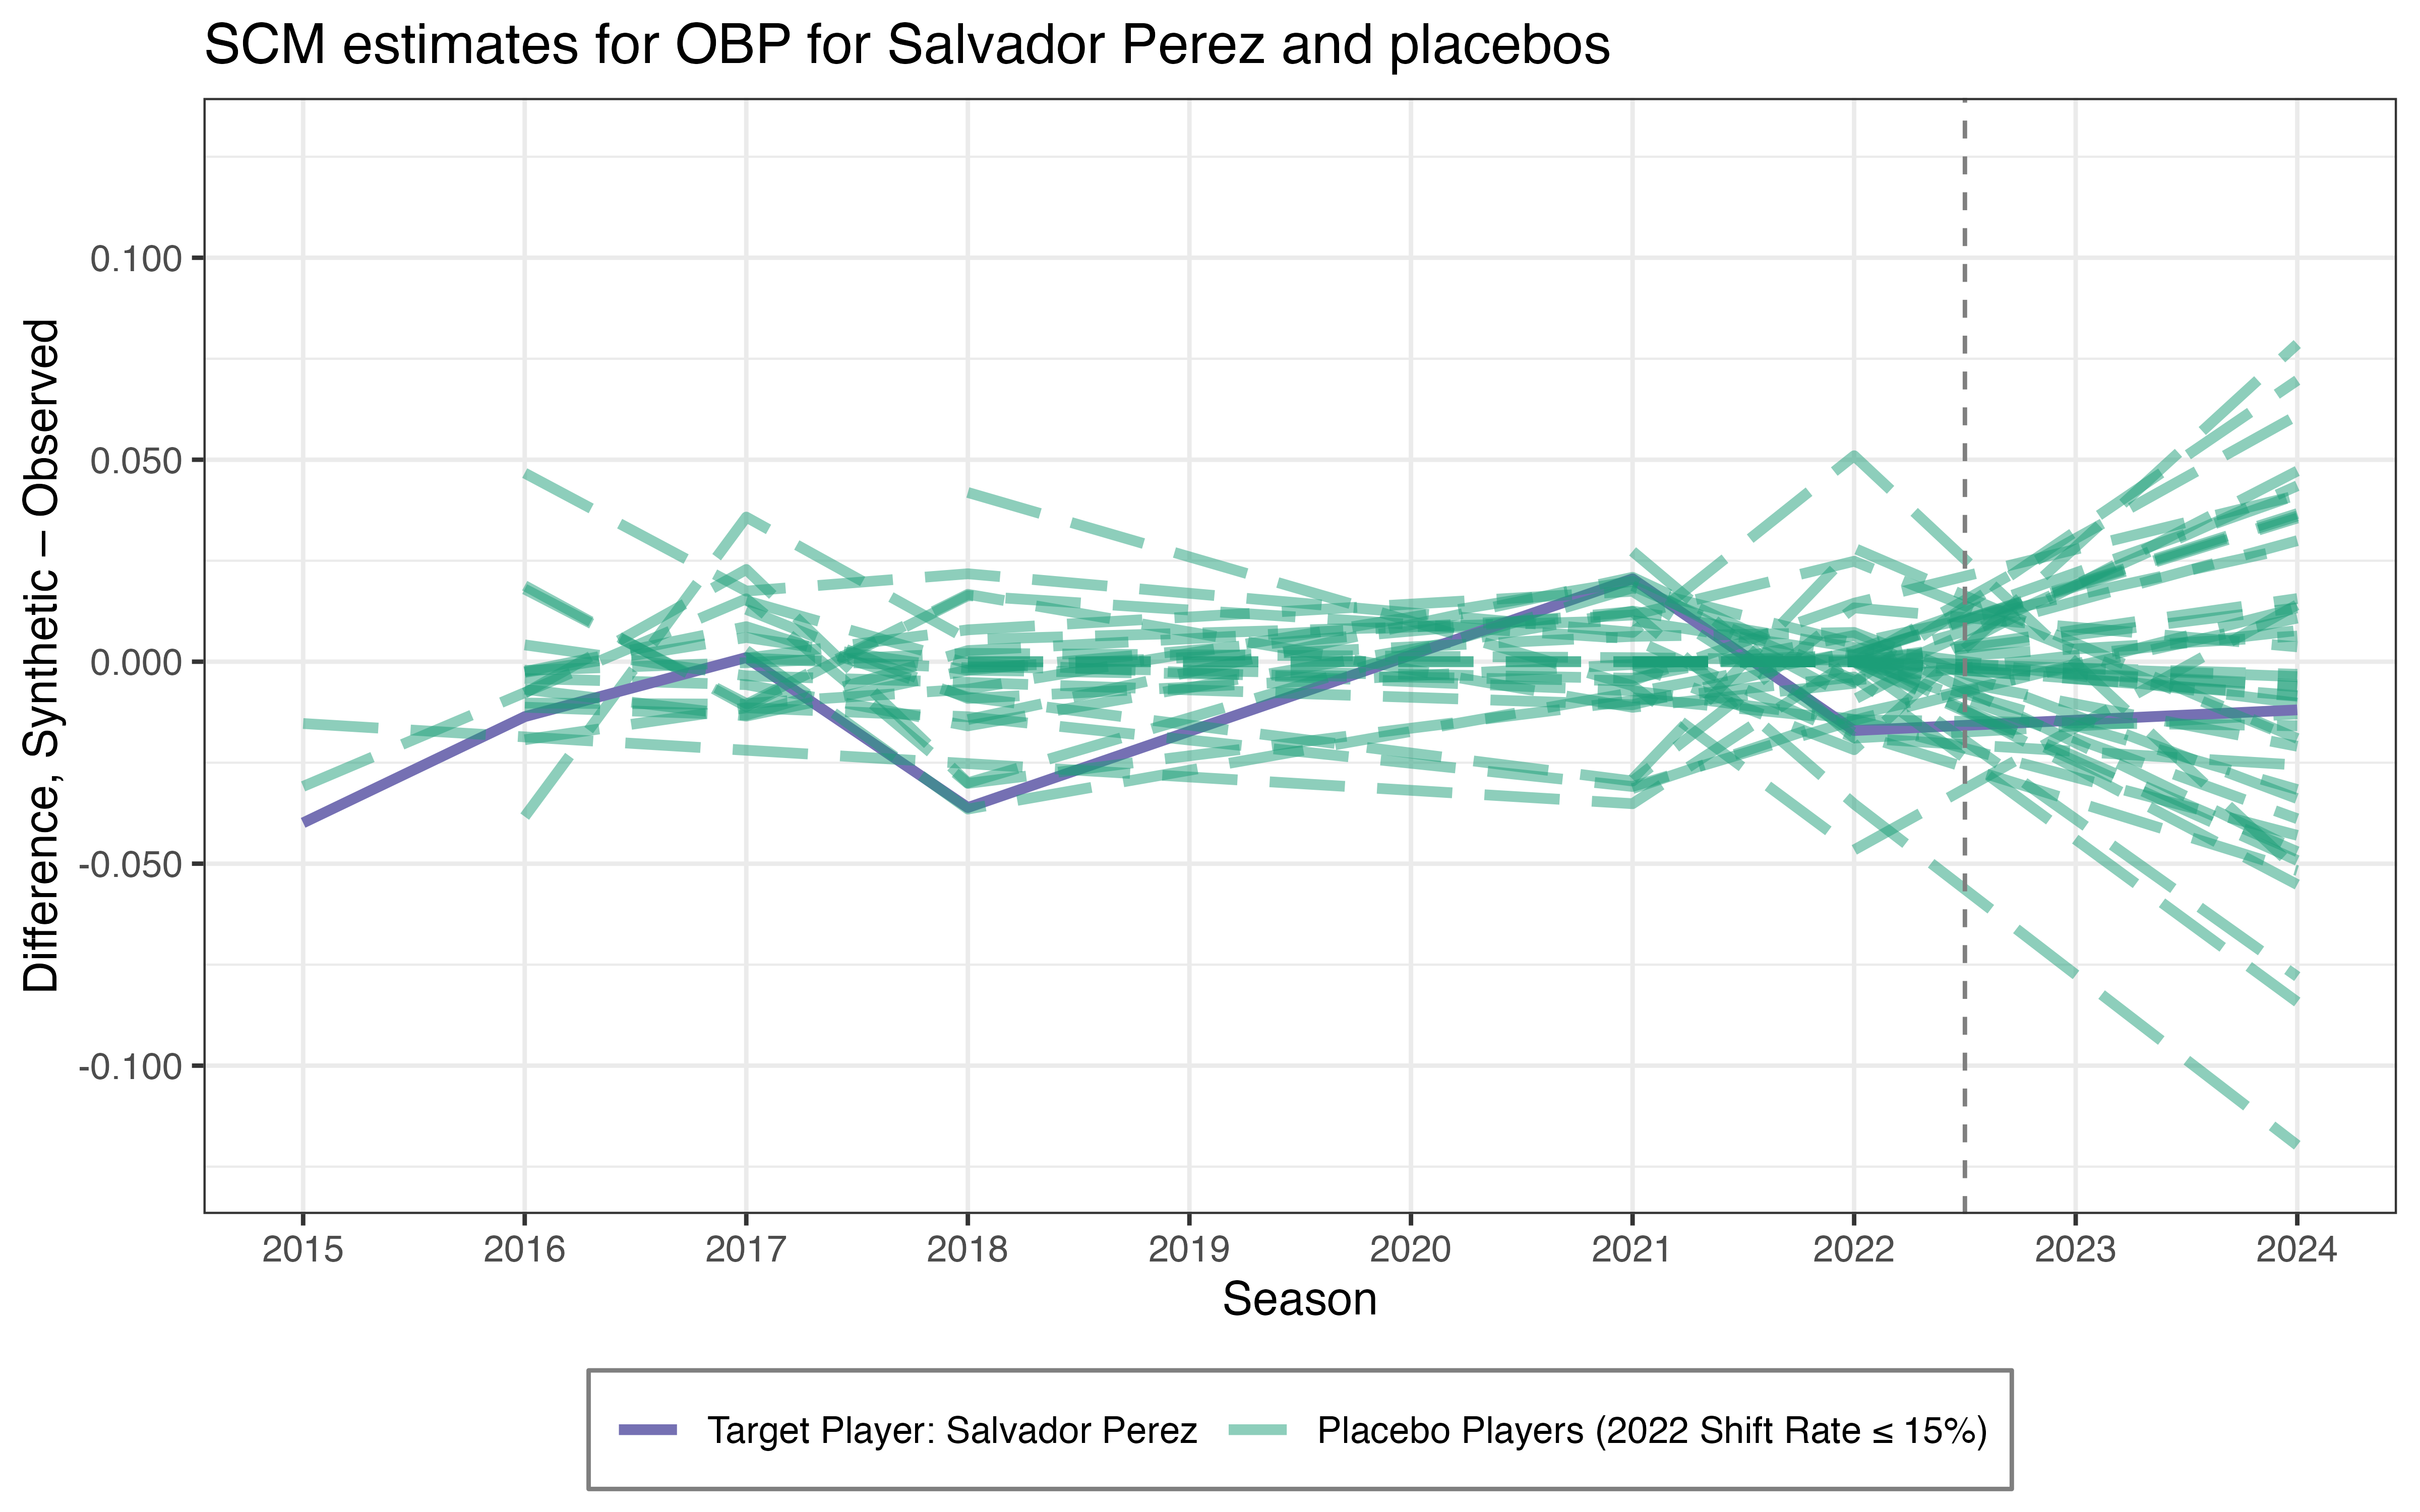 SCM estimates for OBP for Salvador Perez and placebos
Difference, Synthetic – Observed
0.100
0.050
0.000
-0.050
-0.100
2015 2016 2017 2018 2019 2020 2021 2022 2023 2024
Season
Target Player: Salvador Perez Placebo Players (2022 Shift Rate ≤ 15%)